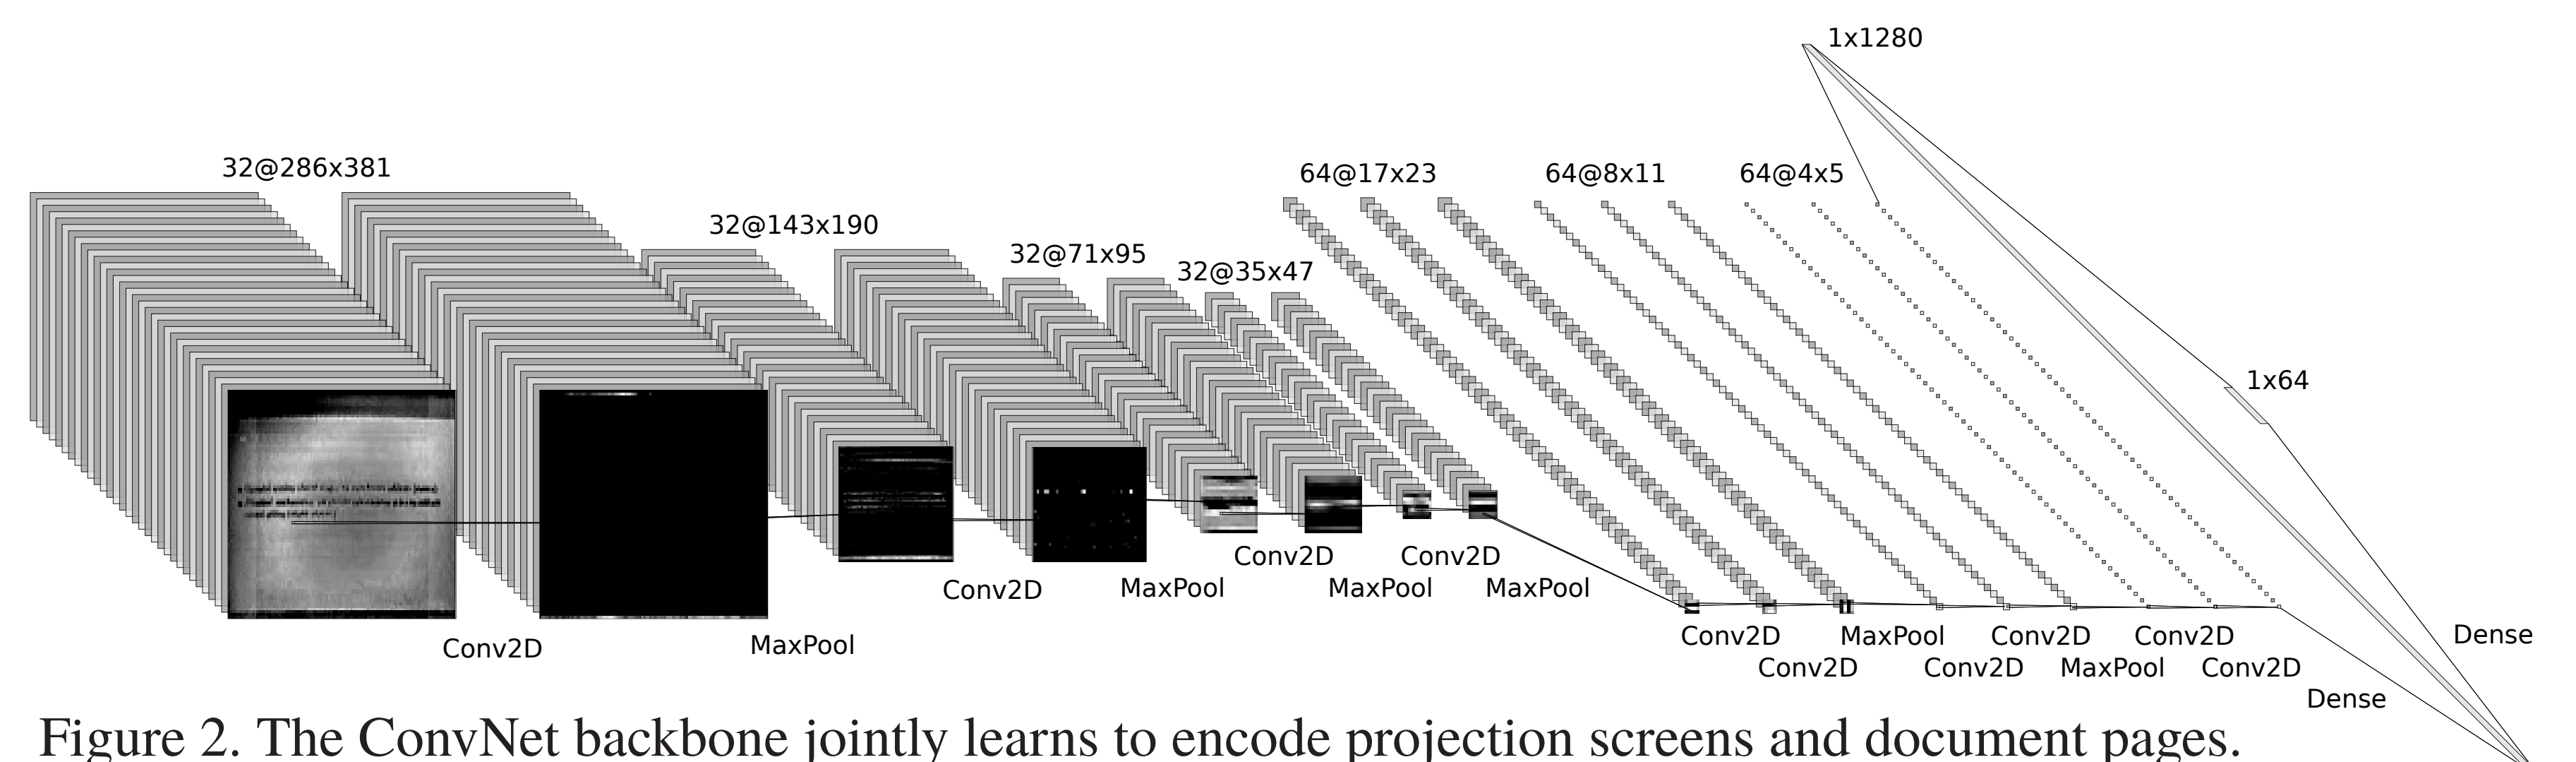 1x1280
32@286x381
32@143x190
32@71x95
32@35x47
64@17x23
64@8x11
64@4x5
1x64
Conv2D
MaxPool
Conv2D
MaxPool
Conv2D
MaxPool
Conv2D
MaxPool
Conv2D
Conv2D
MaxPool
Conv2D
Conv2D
MaxPool
Conv2D
Conv2D
Dense
Dense
Figure 2. The ConvNet backbone jointly learns to encode projection screens and document pages.